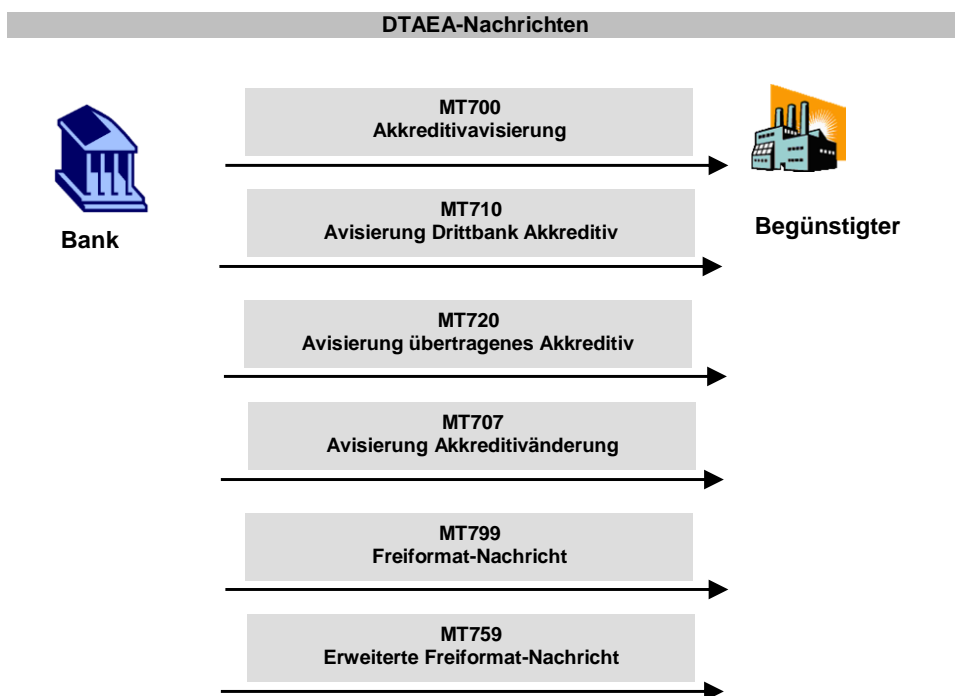 DTAEA-Nachrichten
MT700
Akkreditivavisierung
Bank
MT710
Avisierung Drittbank Akkreditiv
Begünstigter
MT720
Avisierung übertragenes Akkreditiv
MT707
Avisierung Akkreditivänderung
MT799
Freiformat-Nachricht
MT759
Erweiterte Freiformat-Nachricht